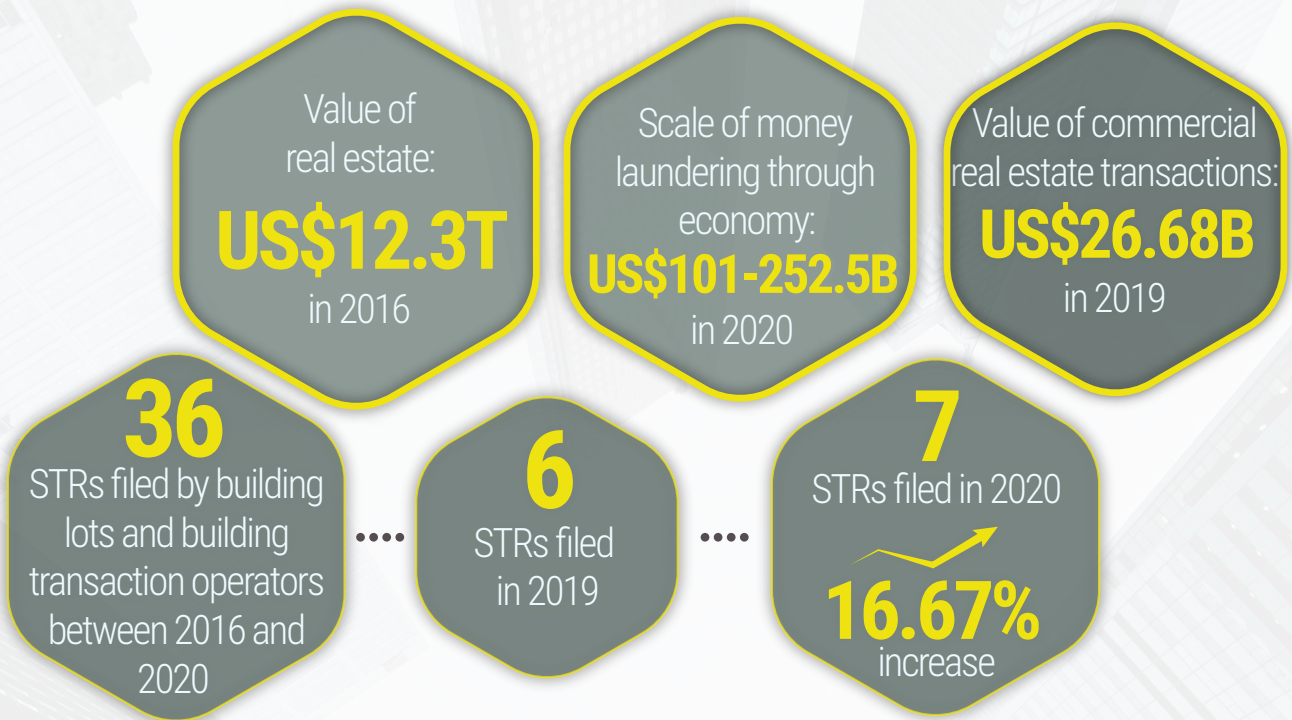 Value of
real estate:
US$12.3T
in 2016
Scale of money
laundering through
economy:
US$101-252.5B
in 2020
Value of commercial
real estate transactions:
US$26.68B
in 2019
36
STRs filed by building
lots and building
transaction operators
between 2016 and
2020
6
STRs filed
in 2019
7
STRs filed in 2020
16.67%
increase